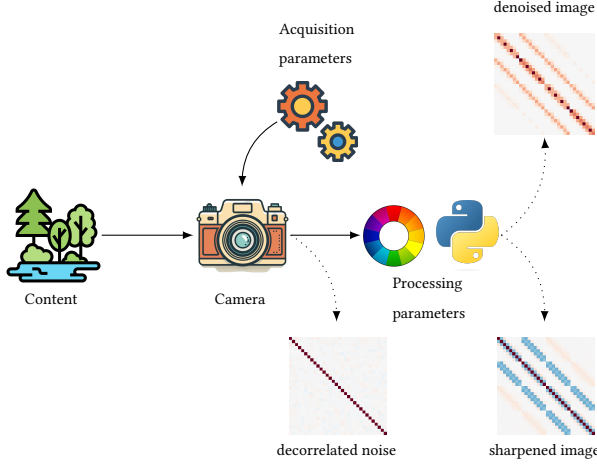 denoised image
Acquisition
parameters
Content
Camera
Processing
parameters
decorrelated noise
sharpened image